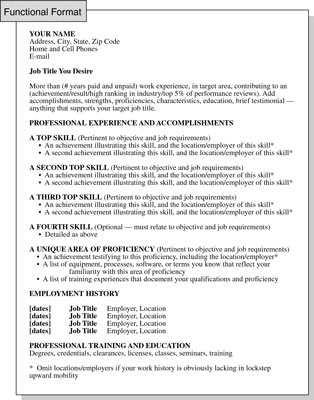 Functional Format
YOUR NAME
Address, City, State, Zip Code
Home and Cell Phones
E-mail
Job Title You Desire
More than (# years paid and unpaid) work experience, in target area, contributing to an
(achievement/result/high ranking in industry/top 5% of performance reviews). Add
accomplishments, strengths, proficiencies, characteristics, education, brief testimonial —
anything that supports your target job title.
PROFESSIONAL EXPERIENCE AND ACCOMPLISHMENTS
A TOP SKILL (Pertinent to objective and job requirements)
• An achievement illustrating this skill, and the location/employer of this skill*
• A second achievement illustrating this skill, and the location/employer of this skill*
A SECOND TOP SKILL (Pertinent to objective and job requirements)
• An achievement illustrating this skill, and the location/employer of this skill*
• A second achievement illustrating this skill, and the location/employer of this skill*
A THIRD TOP SKILL (Pertinent to objective and job requirements)
• An achievement illustrating this skill, and the location/employer of this skill*
• A second achievement illustrating this skill, and the location/employer of this skill*
A FOURTH SKILL (Optional — must relate to objective and job requirements)
• Detailed as above
A UNIQUE AREA OF PROFICIENCY (Pertinent to objective and job requirements)
• An achievement testifying to this proficiency, including the location/employer*
• A list of equipment, processes, software, or terms you know that reflect your
familiarity with this area of proficiency
• A list of training experiences that document your qualifications and proficiency
EMPLOYMENT HISTORY
[dates] Job Title Employer, Location
[dates] Job Title Employer, Location
[dates] Job Title Employer, Location
[dates] Job Title Employer, Location
PROFESSIONAL TRAINING AND EDUCATION
Degrees, credentials, clearances, licenses, classes, seminars, training
* Omit locations/employers if your work history is obviously lacking in lockstep
upward mobility